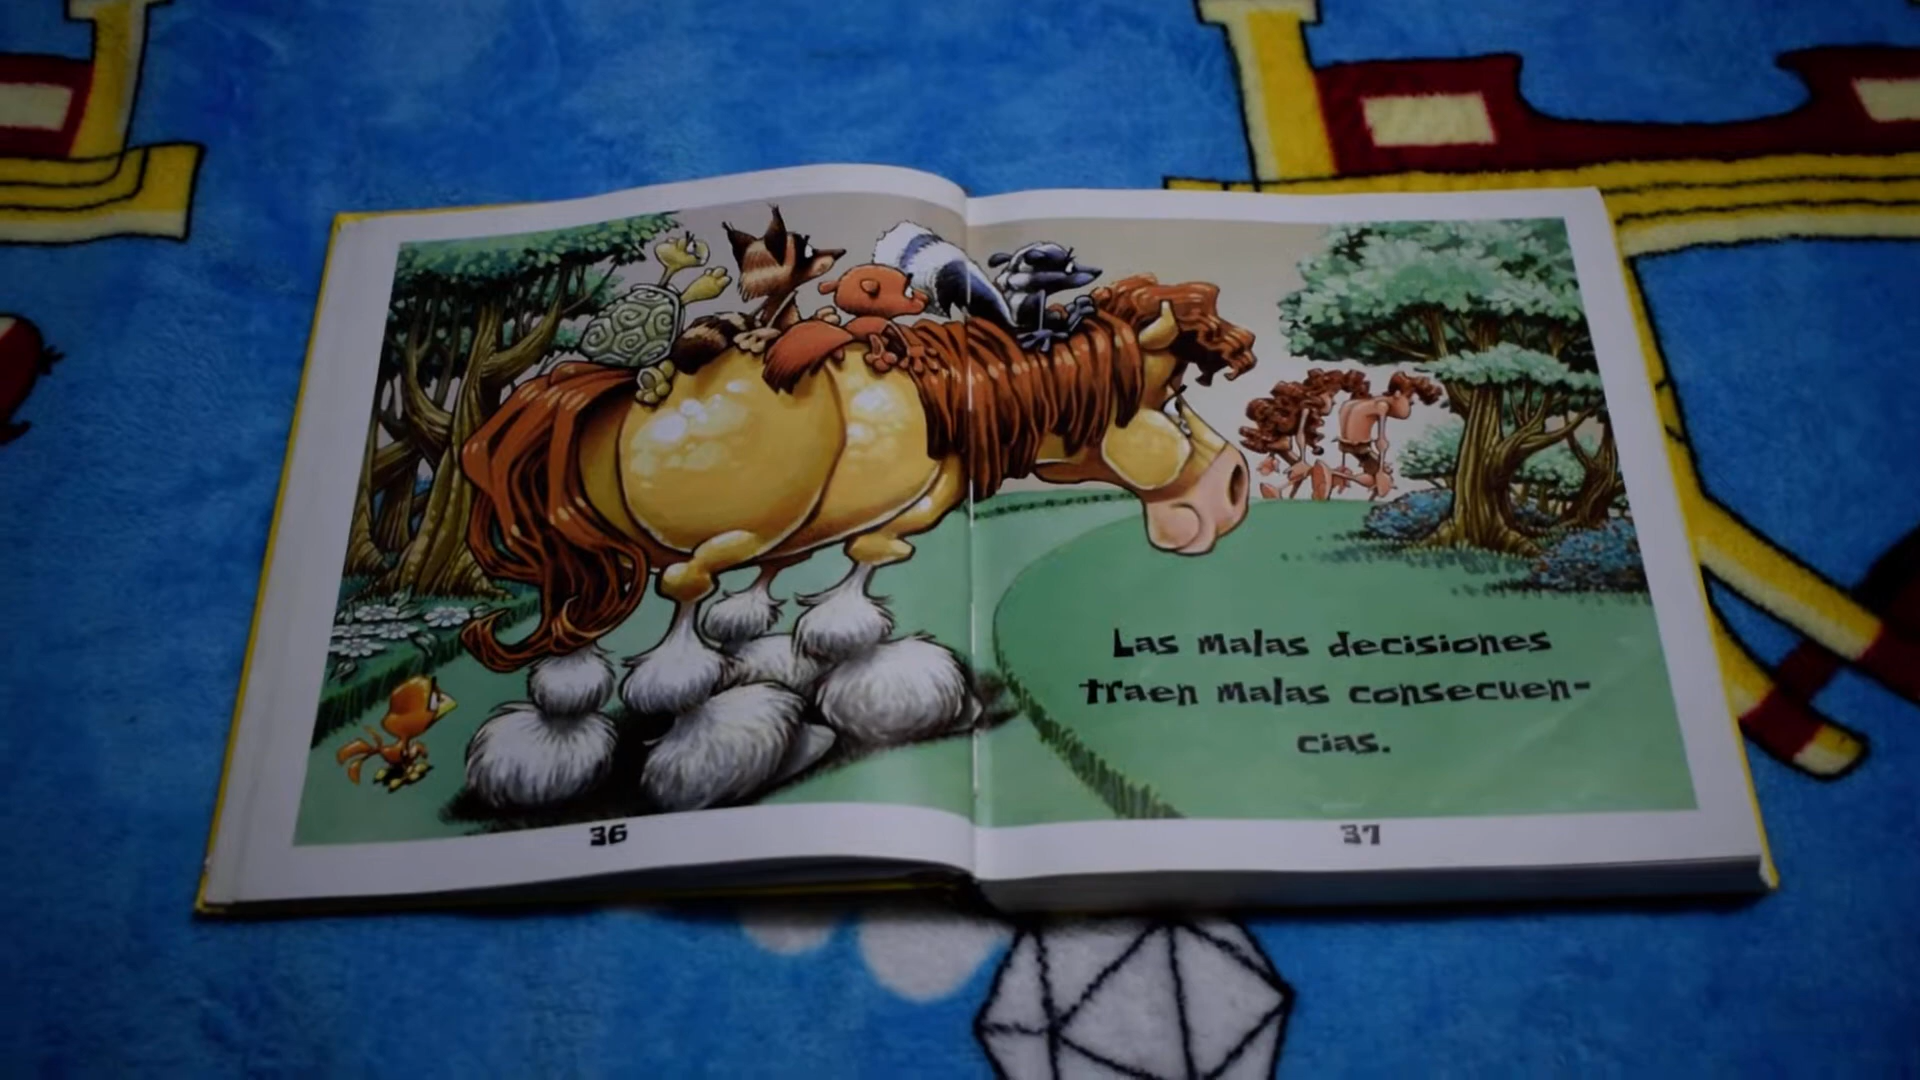 Las malas decisiones
traen malas consecuen-
cias.
36
37